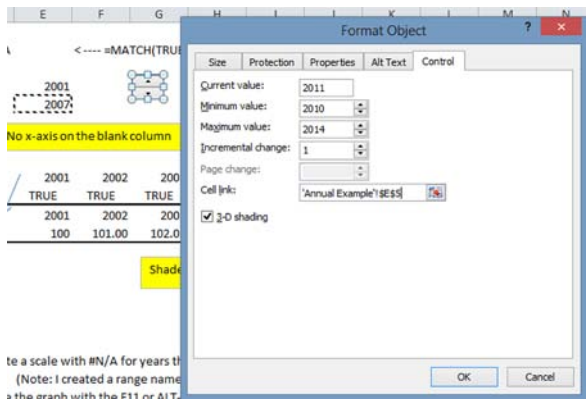 E F G H I J K L M N
<---- =MATCH(TRU
2001
2007
No x-axis on the blank column
2001 2002 200
TRUE TRUE TRUE
2001 2002 200
100 101.00 102.0
Shade
te a scale with #N/A for years th
(Note: I created a range name
the graph with the F11 or ALT-
Format Object
? ×
Size Protection Properties Alt Text Control
Current value: 2011
Minimum value: 2010
Maximum value: 2014
Incremental change: 1
Page change:
Cell link: 'Annual Example'!$E$5
3-D shading
OK Cancel